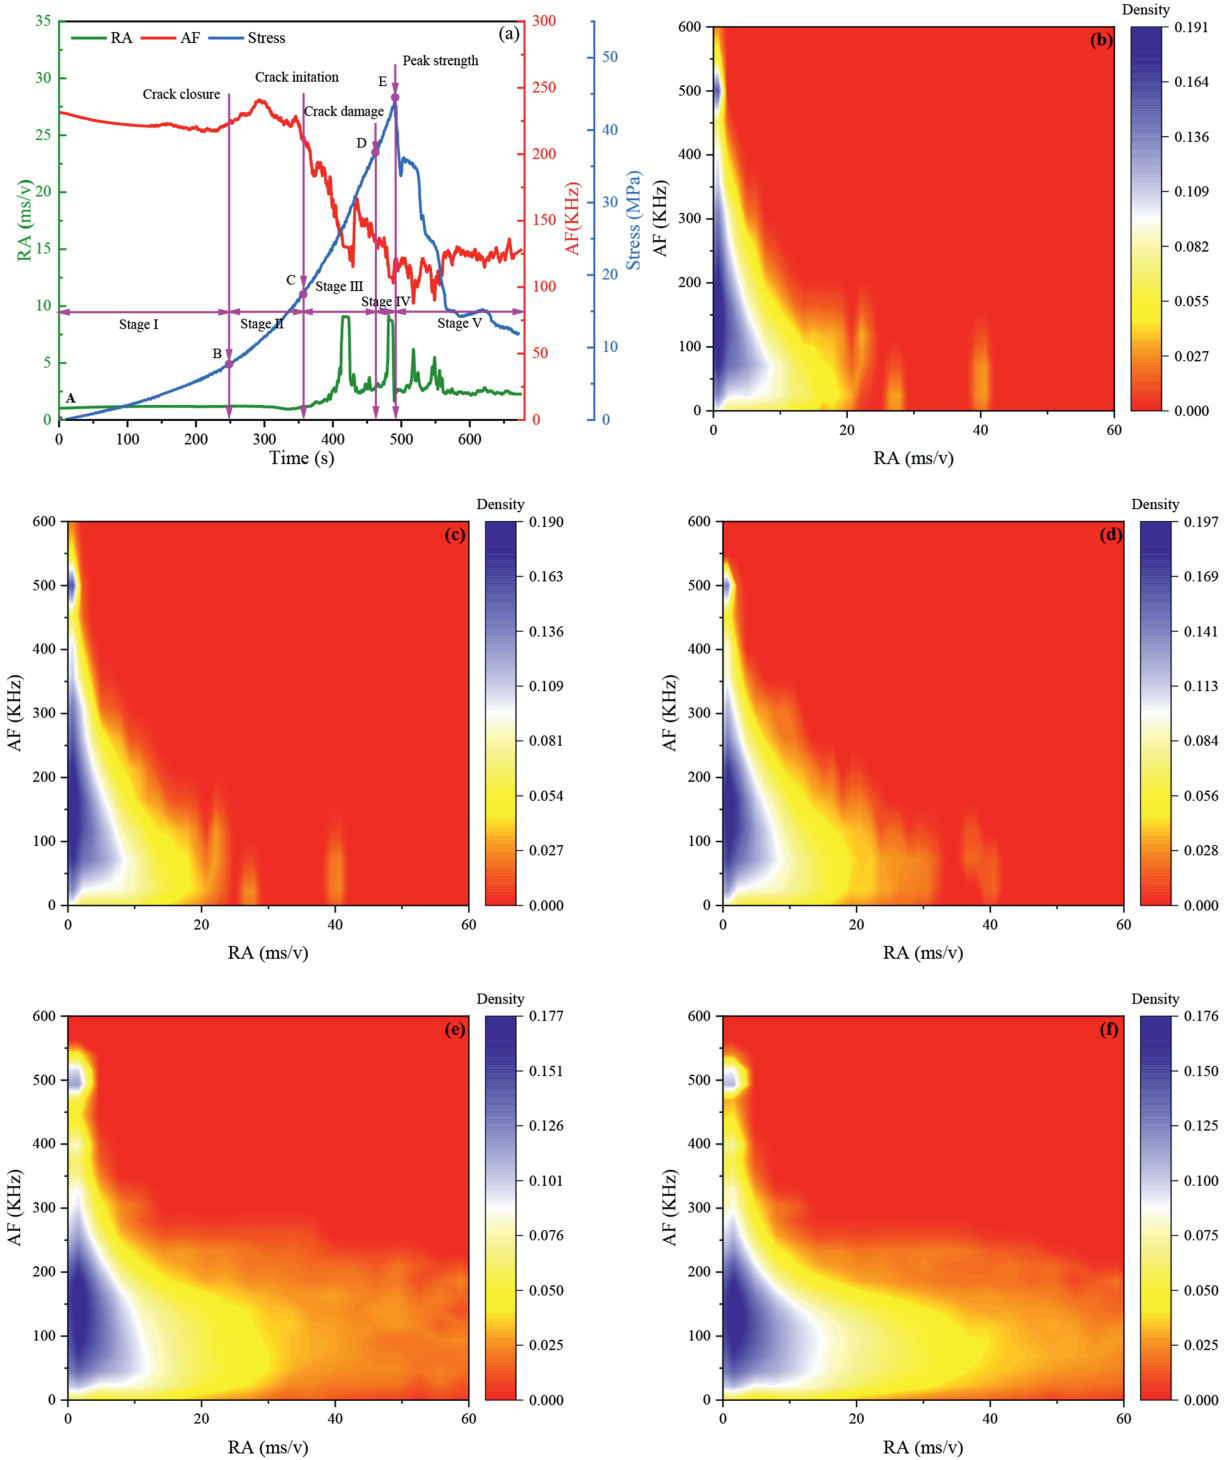 RA AF Stress (a)
35 300
30 250
25 200
20 150
15 100
10 50
5 0
0
50
40
30
20
10
0
RA (ms/v)
AF(KHz)
Stress (MPa)
Peak strength
Crack initation
Crack closure
Crack damage
A
B
C
D
E
Stage I
Stage II
Stage III
Stage IV
Stage V
0 100 200 300 400 500 600
Time (s)
Density
(b)
600
500
400
300
200
100
0
AF (KHz)
0 20 40 60
RA (ms/v)
0.191
0.164
0.136
0.109
0.082
0.055
0.027
0.000
Density
(c)
600
500
400
300
200
100
0
AF (KHz)
0 20 40 60
RA (ms/v)
0.190
0.163
0.136
0.109
0.081
0.054
0.027
0.000
Density
(d)
600
500
400
300
200
100
0
AF (KHz)
0 20 40 60
RA (ms/v)
0.197
0.169
0.141
0.113
0.084
0.056
0.028
0.000
Density
(e)
600
500
400
300
200
100
0
AF (KHz)
0 20 40 60
RA (ms/v)
0.177
0.151
0.126
0.101
0.076
0.050
0.025
0.000
Density
(f)
600
500
400
300
200
100
0
AF (KHz)
0 20 40 60
RA (ms/v)
0.176
0.151
0.126
0.100
0.075
0.050
0.025
0.000